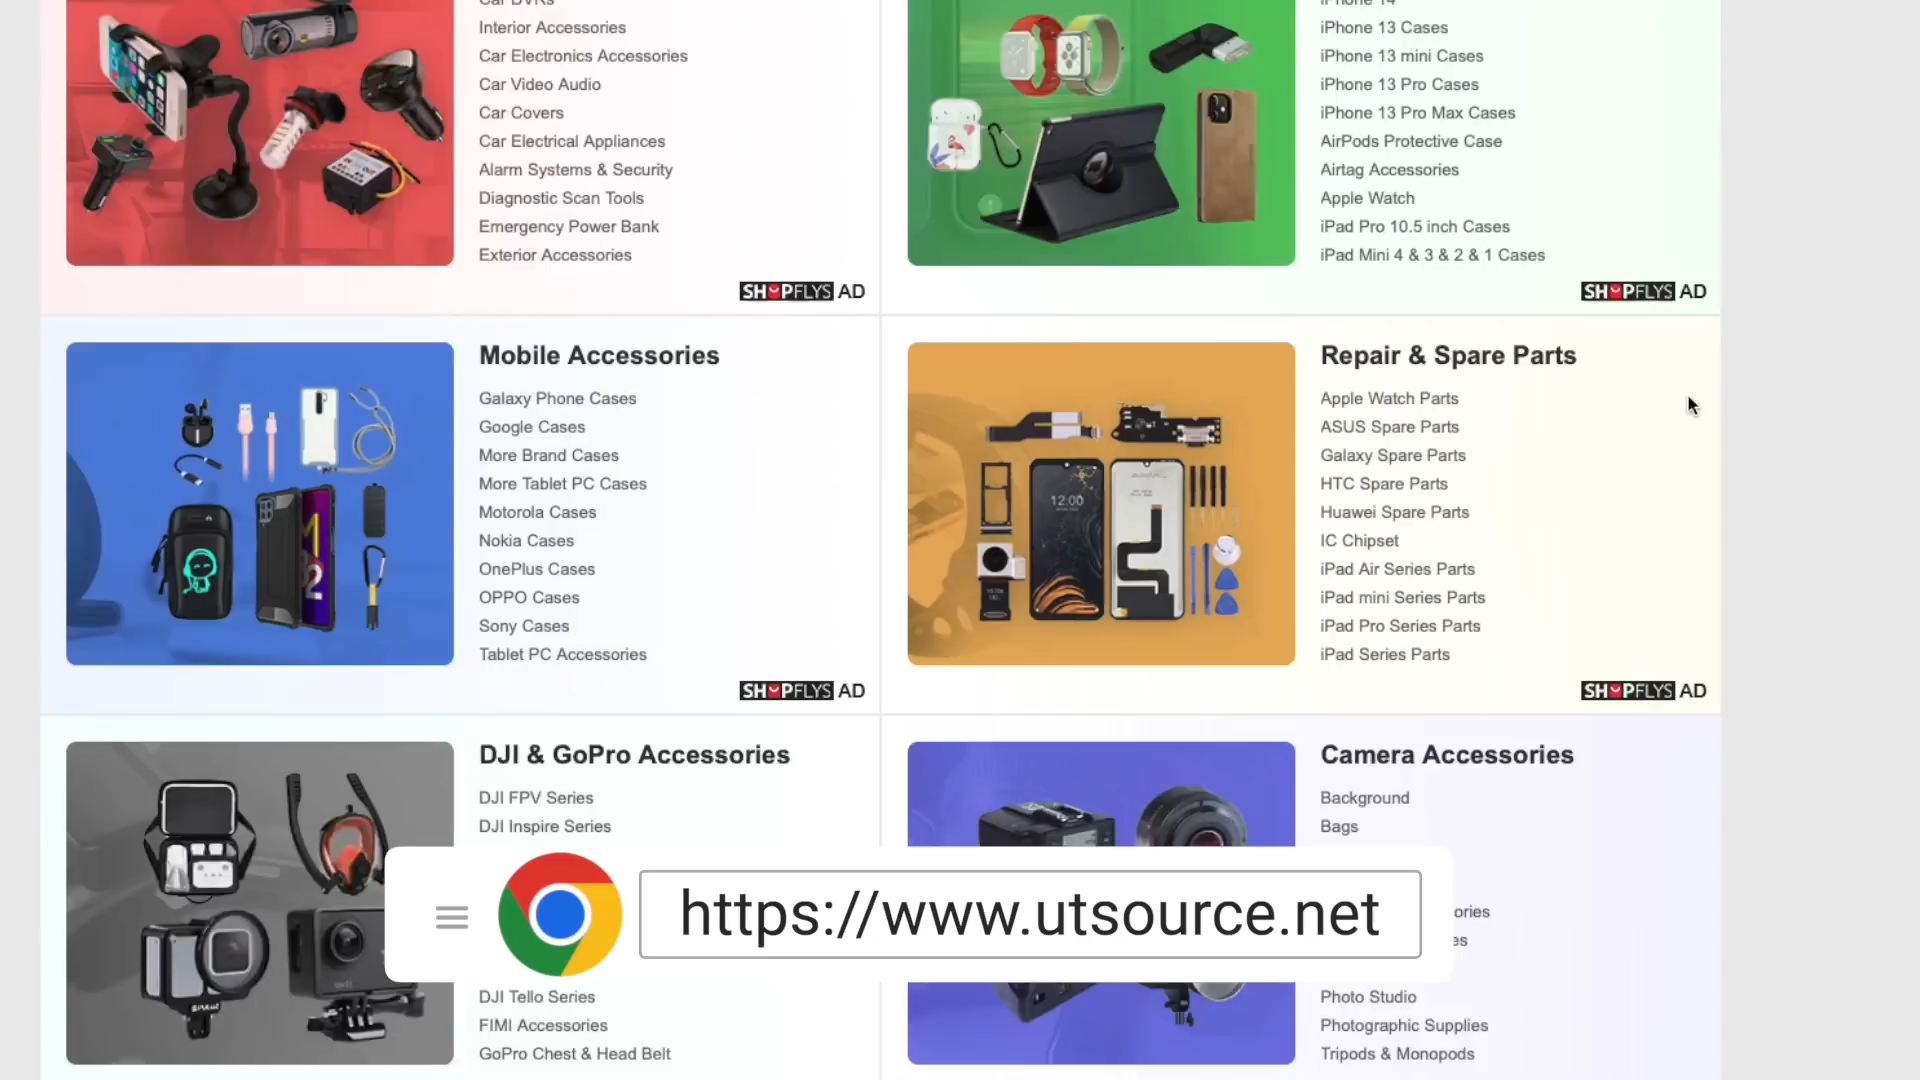 Interior Accessories
Car Electronics Accessories
Car Video Audio
Car Covers
Car Electrical Appliances
Alarm Systems & Security
Diagnostic Scan Tools
Emergency Power Bank
Exterior Accessories
SHOPFLYS AD
iPhone 14
iPhone 13 Cases
iPhone 13 mini Cases
iPhone 13 Pro Cases
iPhone 13 Pro Max Cases
AirPods Protective Case
Airtag Accessories
Apple Watch
iPad Pro 10.5 inch Cases
iPad Mini 4 & 3 & 2 & 1 Cases
SHOPFLYS AD
Mobile Accessories
Galaxy Phone Cases
Google Cases
More Brand Cases
More Tablet PC Cases
Motorola Cases
Nokia Cases
OnePlus Cases
OPPO Cases
Sony Cases
Tablet PC Accessories
SHOPFLYS AD
12:00
Repair & Spare Parts
Apple Watch Parts
ASUS Spare Parts
Galaxy Spare Parts
HTC Spare Parts
Huawei Spare Parts
IC Chipset
iPad Air Series Parts
iPad mini Series Parts
iPad Pro Series Parts
iPad Series Parts
SHOPFLYS AD
DJI & GoPro Accessories
DJI FPV Series
DJI Inspire Series
DJI Tello Series
FIMI Accessories
GoPro Chest & Head Belt
Camera Accessories
Background
Bags
ories
es
Photo Studio
Photographic Supplies
Tripods & Monopods
https://www.utsource.net